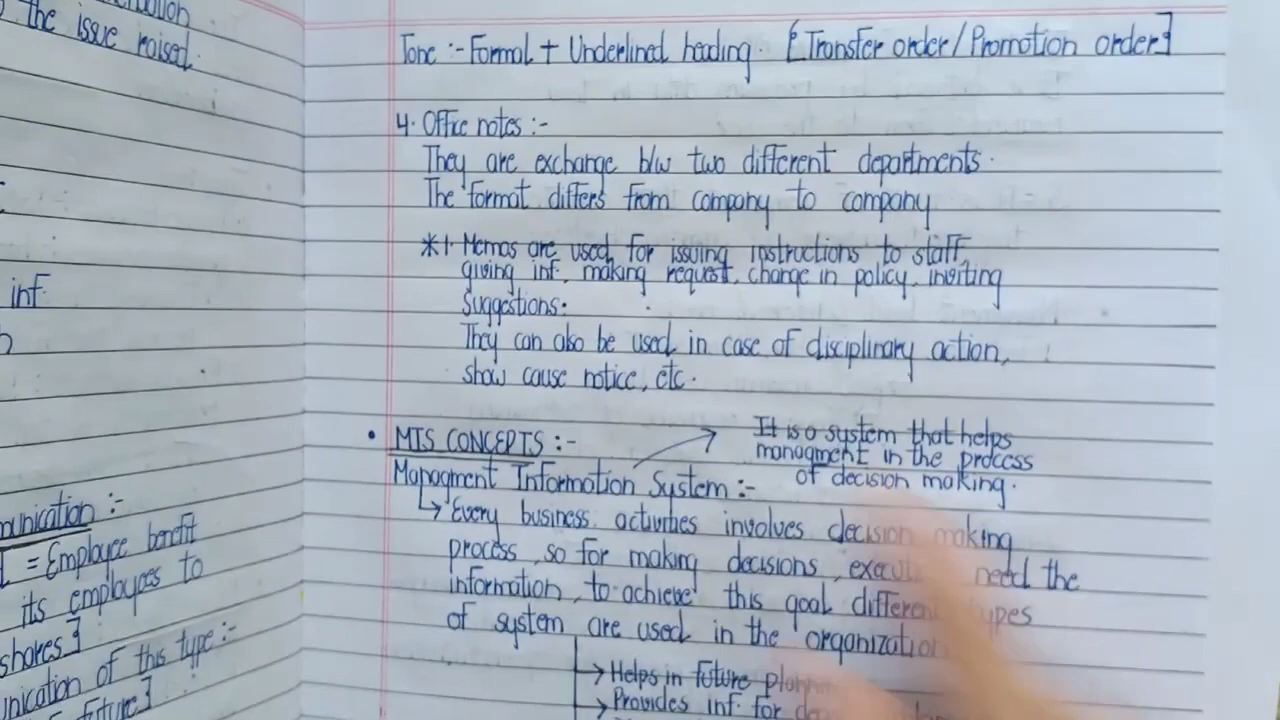 the issue raised.
inf
munication :-
= Employee benefit
its employees to
shares]
nication of this type :-
future]
Tone :- Formal + Underlined heading. [Transfer order/Promotion order]
4. Office notes :-
They are exchange b/w two different departments.
The format differs from company to company
*1. Memos are used for issuing instructions to staff,
giving inf, making request, change in policy, inviting
Suggestions.
They can also be used in case of disciplinary action,
show cause notice, etc.
• MIS CONCEPTS :-
It is a system that helps
managment in the process
of decision making.
Managment Information System :-
↳ Every business activities involves decision making
process, so for making decisions, need the
information, to achieve this goal different types
of system are used in the organization
→ Helps in future
→ Provides inf. for